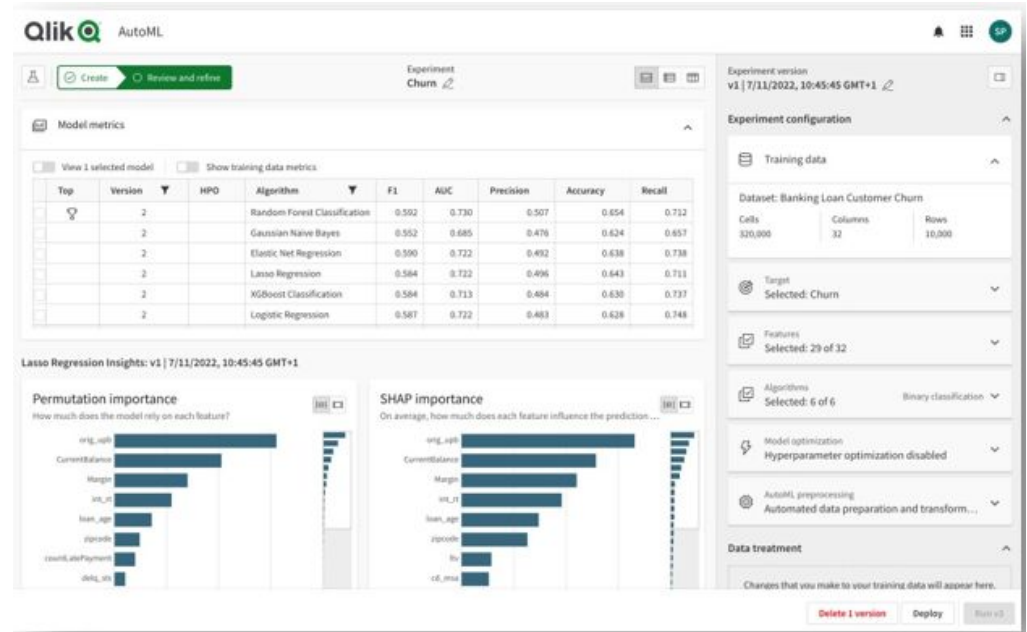 Qlik AutoML
SP
Create
Review and refine
Experiment
Churn
Experiment version
v1 | 7/11/2022, 10:45:45 GMT+1
Experiment configuration
Model metrics
View 1 selected model
Show training data metrics
Top Version HPO Algorithm F1 AUC Precision Accuracy Recall
2 Random Forest Classification 0.592 0.730 0.507 0.654 0.712
2 Gaussian Naive Bayes 0.552 0.685 0.476 0.624 0.657
2 Elastic Net Regression 0.590 0.722 0.492 0.638 0.738
2 Lasso Regression 0.584 0.722 0.496 0.643 0.711
2 XGBoost Classification 0.584 0.713 0.484 0.630 0.737
2 Logistic Regression 0.587 0.722 0.483 0.628 0.748
Lasso Regression Insights: v1 | 7/11/2022, 10:45:45 GMT+1
Permutation importance
How much does the model rely on each feature?
orig_upb
CurrentBalance
Margin
int_rt
loan_age
zipcode
countLatePayment
delq_sts
SHAP importance
On average, how much does each feature influence the prediction ...
orig_upb
CurrentBalance
Margin
int_rt
loan_age
zipcode
ltv
cd_msa
Training data
Dataset: Banking Loan Customer Churn
Cells Columns Rows
320,000 32 10,000
Target
Selected: Churn
Features
Selected: 29 of 32
Algorithms
Selected: 6 of 6 Binary classification
Model optimization
Hyperparameter optimization disabled
AutoML preprocessing
Automated data preparation and transform...
Data treatment
Changes that you make to your training data will appear here.
Delete 1 version
Deploy
Run v3